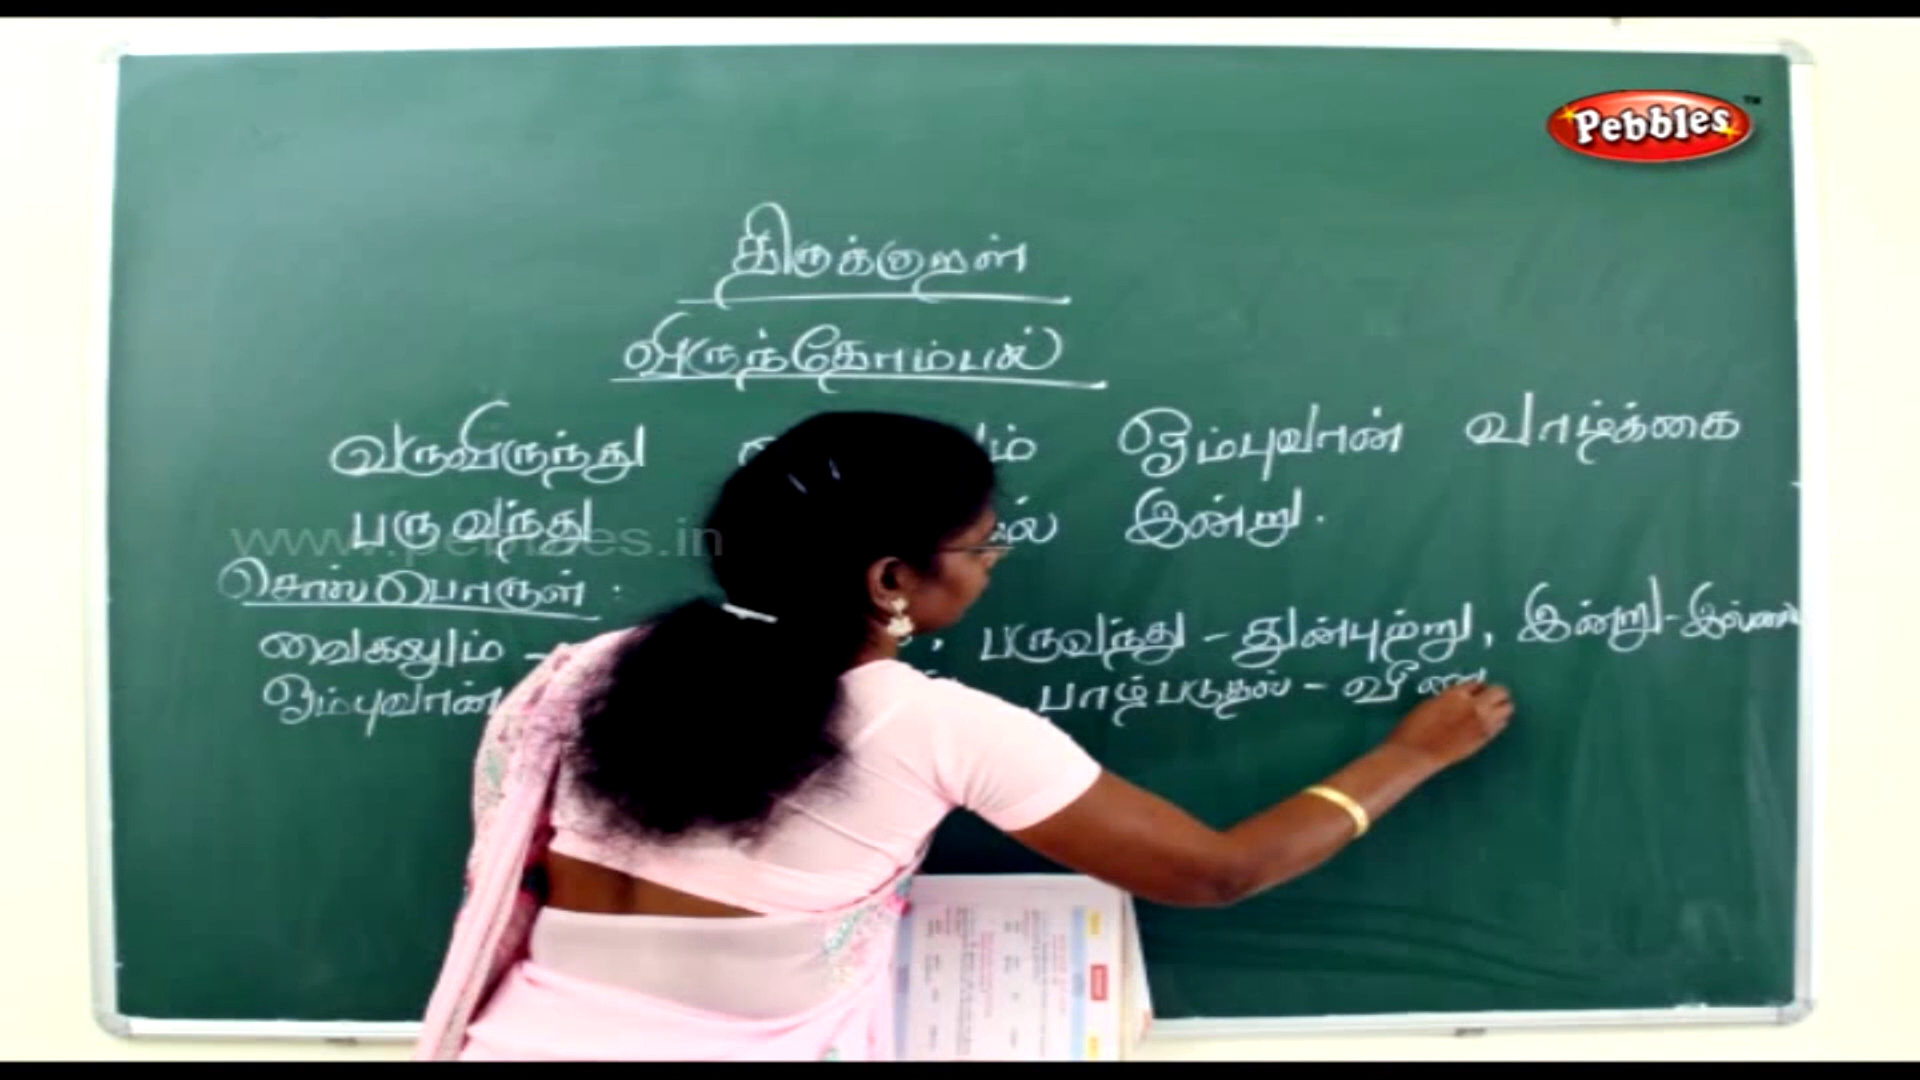 Pebbles
திருக்குறள்
விருந்தோம்பல்
வருவிருந்து ஓம்புவான் வாழ்க்கை
பருவந்து இன்று.
www.pebbles.in
சொல்பொருள்
வைகலும் - , பருவந்து - துன்புற்று, இன்று - இல்லை
ஓம்புவான் பாழ்படுதல் - வீண